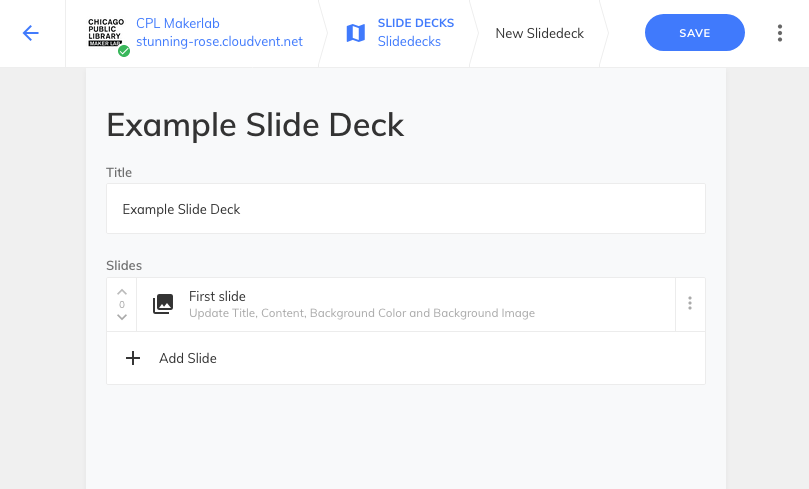 CHICAGO
PUBLIC
LIBRARY
MAKER LAB
CPL Makerlab
stunning-rose.cloudvent.net
SLIDE DECKS
Slidedecks
New Slidedeck
SAVE
Example Slide Deck
Title
Example Slide Deck
Slides
0
First slide
Update Title, Content, Background Color and Background Image
Add Slide